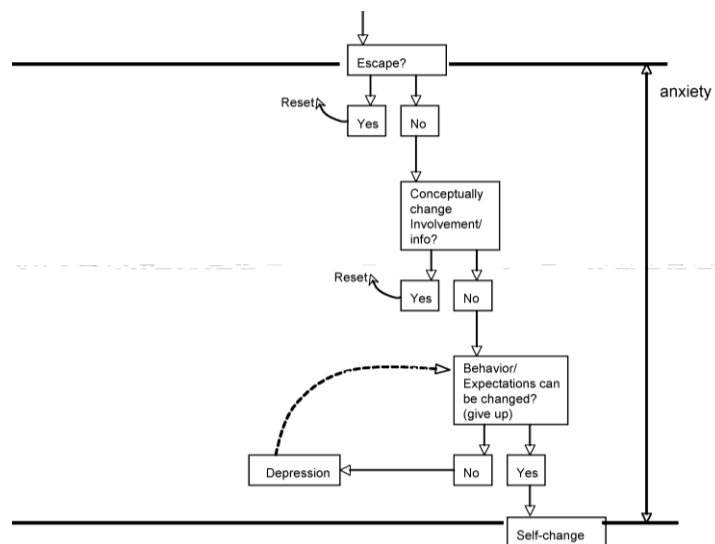 Escape?
anxiety
Reset
Yes
No
Conceptually
change
Involvement/
info?
Reset
Yes
No
Behavior/
Expectations can
be changed?
(give up)
Depression
No
Yes
Self-change